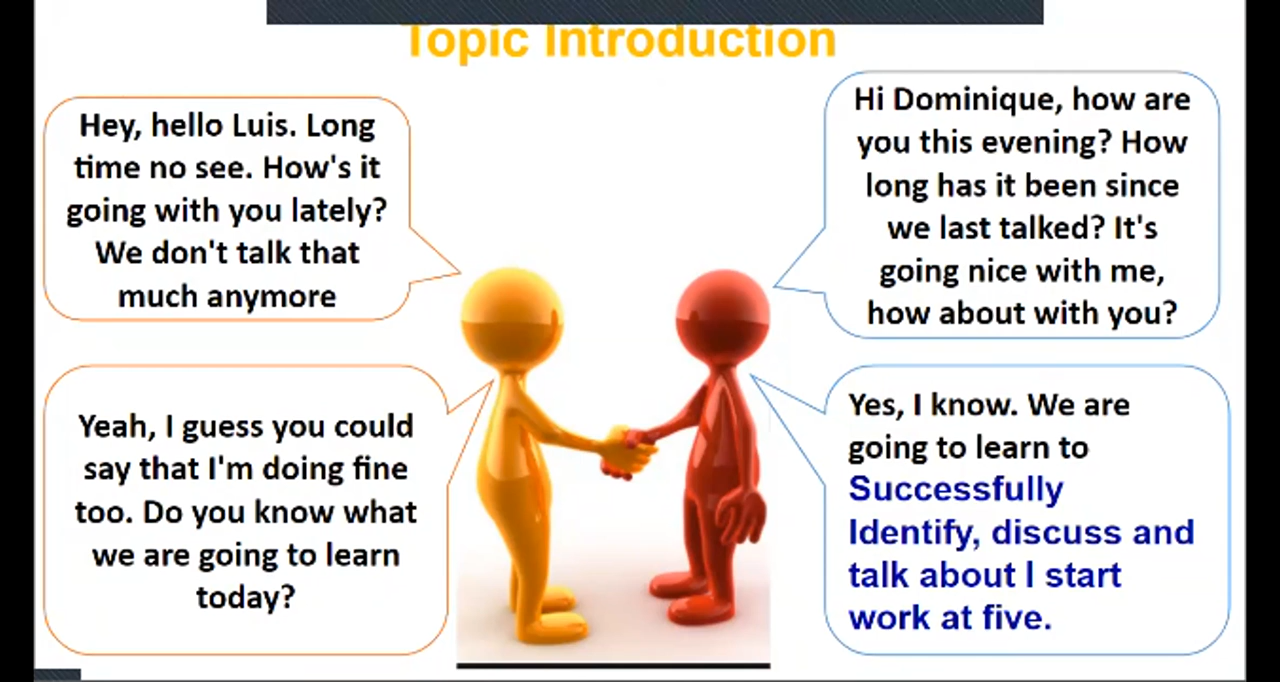 Topic Introduction
Hey, hello Luis. Long
time no see. How's it
going with you lately?
We don't talk that
much anymore
Hi Dominique, how are
you this evening? How
long has it been since
we last talked? It's
going nice with me,
how about with you?
Yeah, I guess you could
say that I'm doing fine
too. Do you know what
we are going to learn
today?
Yes, I know. We are
going to learn to
Successfully
Identify, discuss and
talk about I start
work at five.